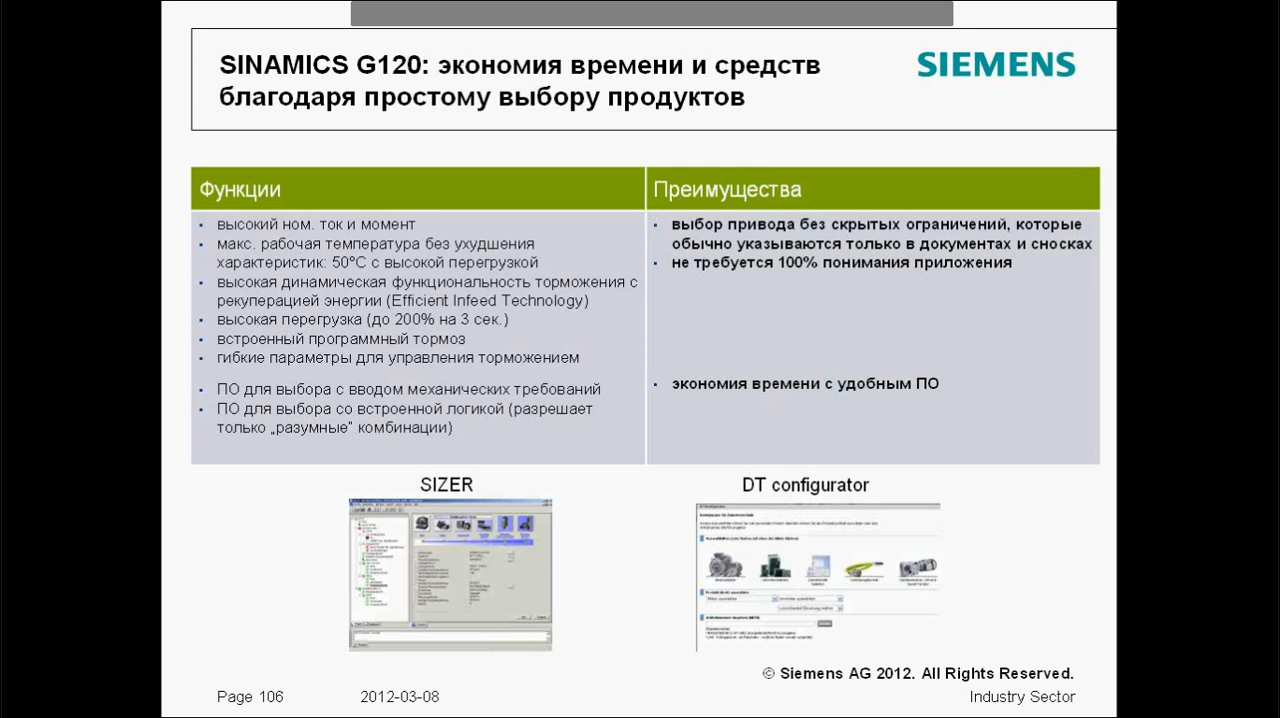 SINAMICS G120: экономия времени и средств
благодаря простому выбору продуктов
SIEMENS
Функции
Преимущества
▪ высокий ном. ток и момент
▪ макс. рабочая температура без ухудшения
характеристик: 50°C с высокой перегрузкой
▪ высокая динамическая функциональность торможения с
рекуперацией энергии (Efficient Infeed Technology)
▪ высокая перегрузка (до 200% на 3 сек.)
▪ встроенный программный тормоз
▪ гибкие параметры для управления торможением
▪ ПО для выбора с вводом механических требований
▪ ПО для выбора со встроенной логикой (разрешает
только „разумные“ комбинации)
▪ выбор привода без скрытых ограничений, которые
обычно указываются только в документах и сносках
▪ не требуется 100% понимания приложения
▪ экономия времени с удобным ПО
SIZER
DT configurator
© Siemens AG 2012. All Rights Reserved.
Page 106
2012-03-08
Industry Sector